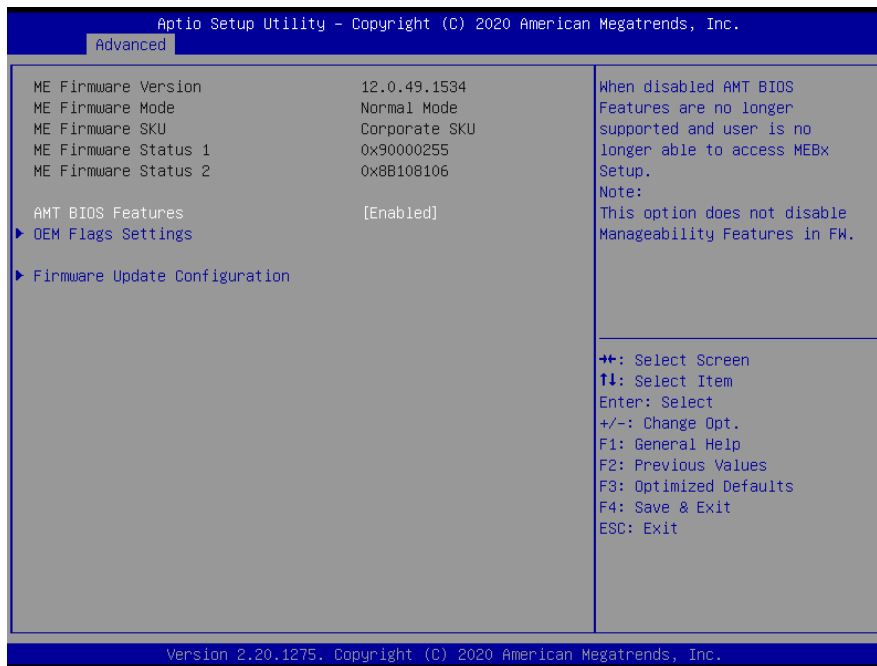 Aptio Setup Utility – Copyright (C) 2020 American Megatrends, Inc.
Advanced
ME Firmware Version 12.0.49.1534
ME Firmware Mode Normal Mode
ME Firmware SKU Corporate SKU
ME Firmware Status 1 0x90000255
ME Firmware Status 2 0x8B108106
AMT BIOS Features [Enabled]
OEM Flags Settings
Firmware Update Configuration
When disabled AMT BIOS
Features are no longer
supported and user is no
longer able to access MEBx
Setup.
Note:
This option does not disable
Manageability Features in FW.
→←: Select Screen
↑↓: Select Item
Enter: Select
+/-: Change Opt.
F1: General Help
F2: Previous Values
F3: Optimized Defaults
F4: Save & Exit
ESC: Exit
Version 2.20.1275. Copyright (C) 2020 American Megatrends, Inc.